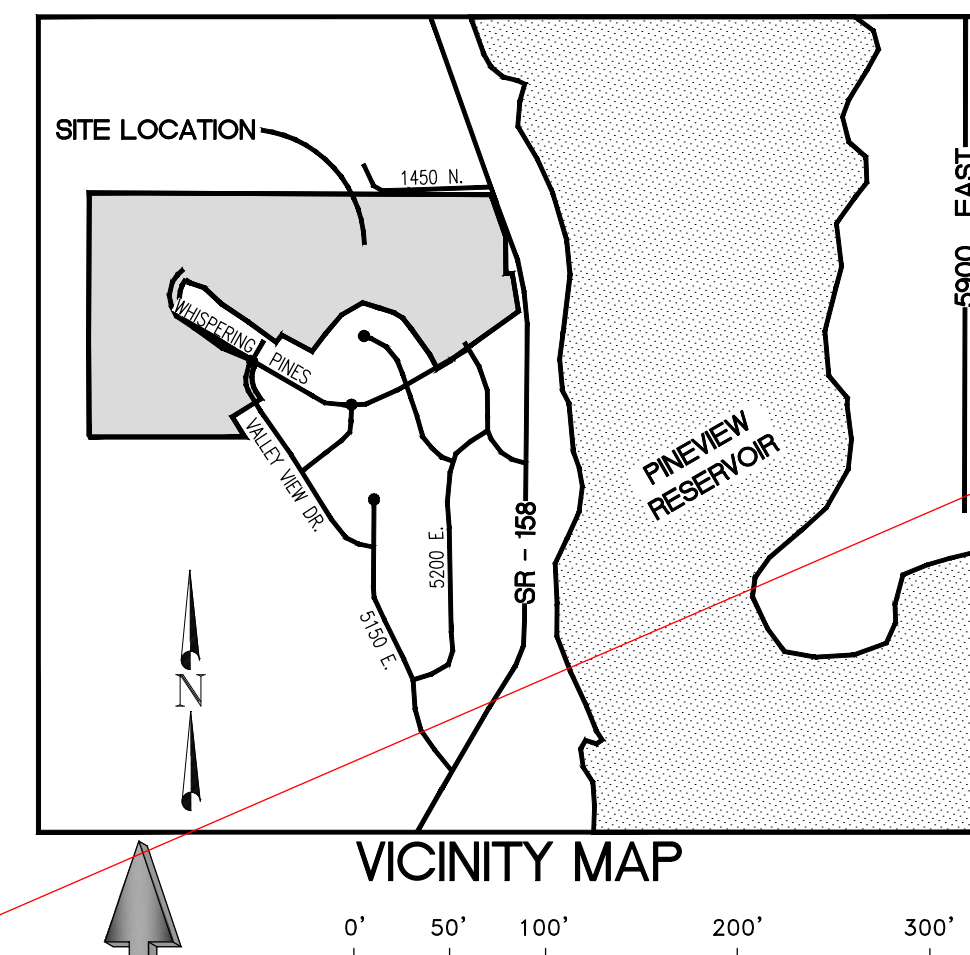 SITE LOCATION
1450 N.
5900 EAST
WHISPERING PINES
PINEVIEW
RESERVOIR
VALLEY VIEW DR.
SR - 158
5200 E.
5150 E.
N
VICINITY MAP
0' 50' 100' 200' 300'